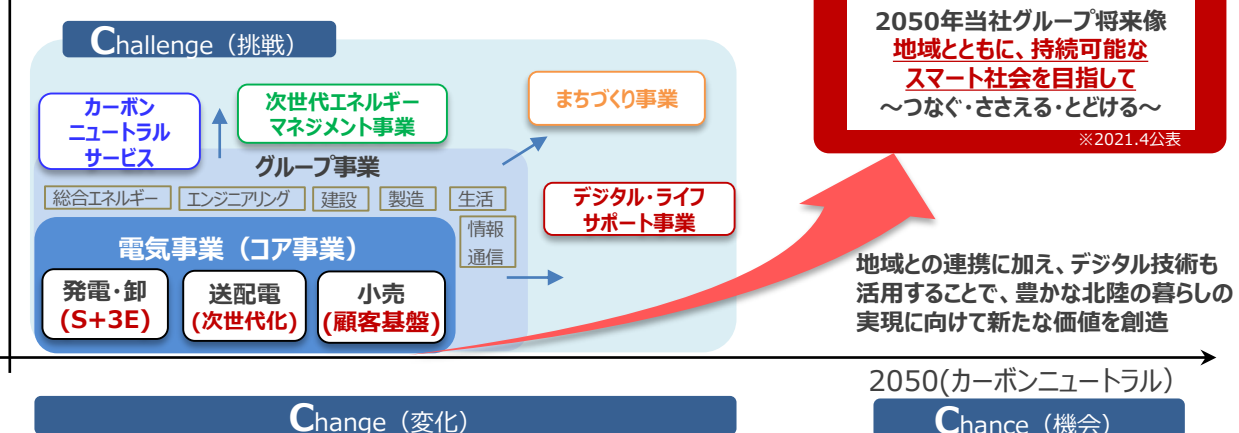 Challenge（挑戦）
カーボン
ニュートラル
サービス
次世代エネルギー
マネジメント事業
まちづくり事業
グループ事業
総合エネルギー
エンジニアリング
建設
製造
生活
情報
通信
デジタル・ライフ
サポート事業
電気事業（コア事業）
発電・卸
(S+3E)
送配電
(次世代化)
小売
(顧客基盤)
2050年当社グループ将来像
地域とともに、持続可能な
スマート社会を目指して
～つなぐ・ささえる・とどける～
※2021.4公表
地域との連携に加え、デジタル技術も
活用することで、豊かな北陸の暮らしの
実現に向けて新たな価値を創造
2050(カーボンニュートラル）
Change（変化）
Chance（機会）